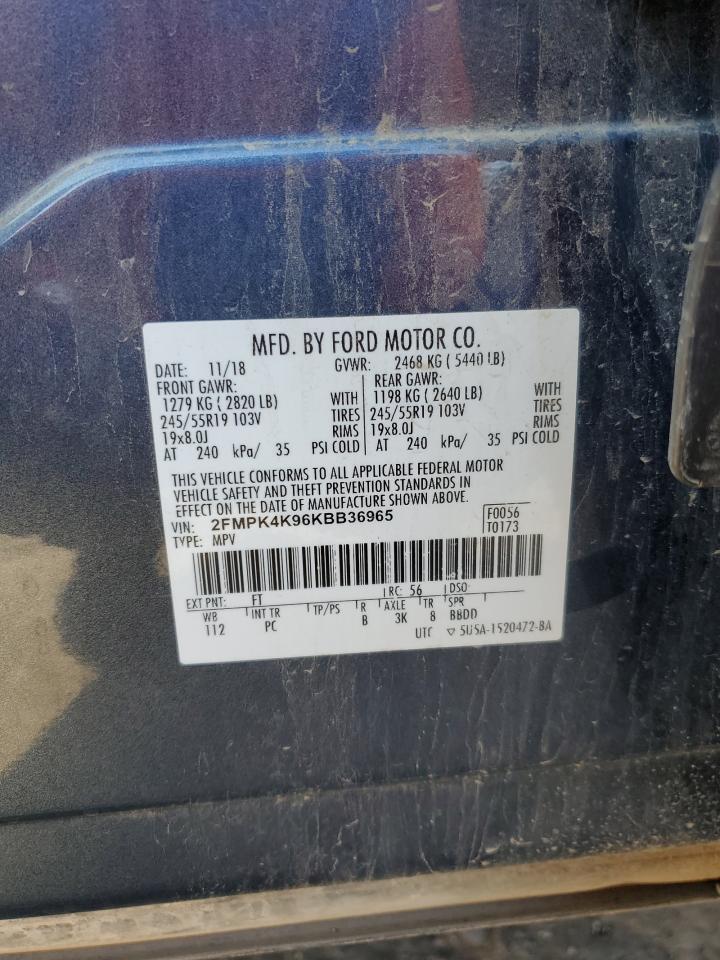 MFD. BY FORD MOTOR CO.
DATE: 11/18 GVWR: 2468 KG ( 5440 LB)
FRONT GAWR: REAR GAWR:
1279 KG ( 2820 LB) WITH 1198 KG ( 2640 LB) WITH
245/55R19 103V TIRES 245/55R19 103V TIRES
19x8.0J RIMS 19x8.0J RIMS
AT 240 kPa/ 35 PSI COLD AT 240 kPa/ 35 PSI COLD
THIS VEHICLE CONFORMS TO ALL APPLICABLE FEDERAL MOTOR
VEHICLE SAFETY AND THEFT PREVENTION STANDARDS IN
EFFECT ON THE DATE OF MANUFACTURE SHOWN ABOVE.
VIN: 2FMPK4K96KBB36965 F0056
TYPE: MPV T0173
EXT PNT: FT RC: 56 DSO:
WB INT TR TP/PS R AXLE TR SPR
112 PC B 3K 8 BBDD
UTC ▽ 5USA-1520472-BA